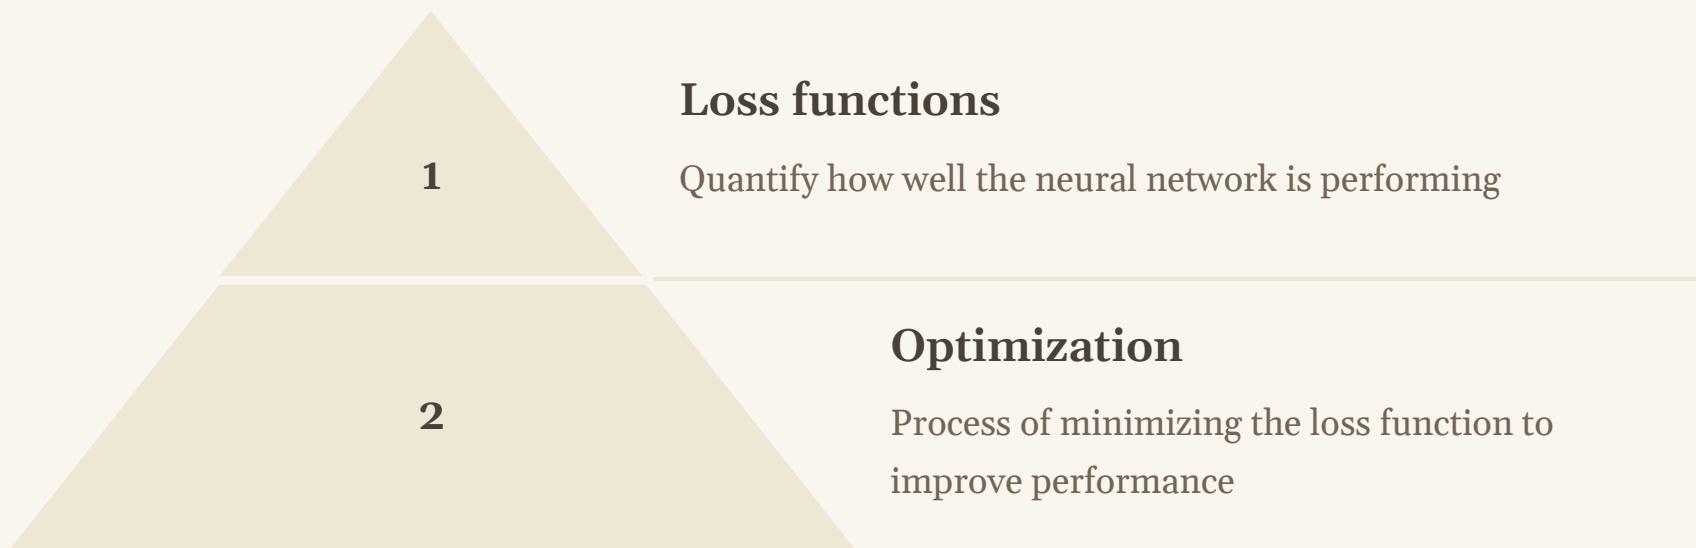 Loss functions
1
Quantify how well the neural network is performing
Optimization
2
Process of minimizing the loss function to
improve performance